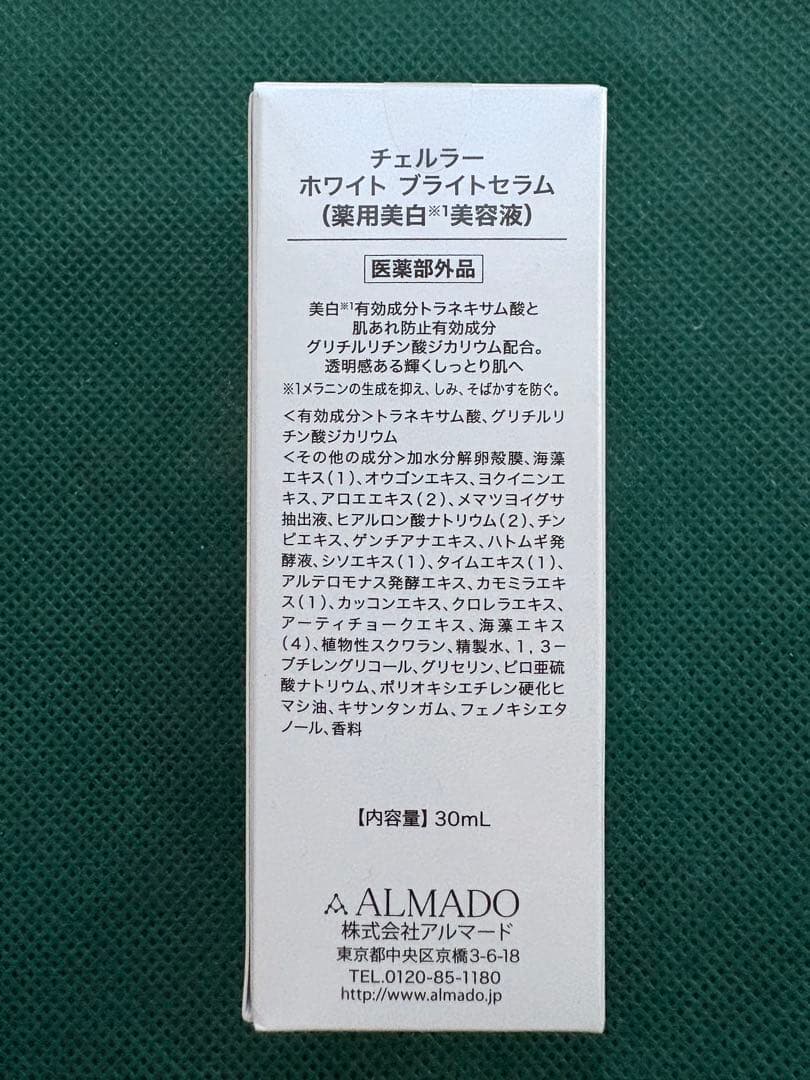 チェルラー
ホワイト ブライトセラム
(薬用美白※1美容液)
医薬部外品
美白※1有効成分トラネキサム酸と
肌あれ防止有効成分
グリチルリチン酸ジカリウム配合。
透明感ある輝くしっとり肌へ
※1メラニンの生成を抑え、しみ、そばかすを防ぐ。
<有効成分>トラネキサム酸、グリチルリ
チン酸ジカリウム
<その他の成分>加水分解卵殻膜、海藻
エキス(1)、オウゴンエキス、ヨクイニンエ
キス、アロエエキス(2)、メマツヨイグサ
抽出液、ヒアルロン酸ナトリウム(2)、チン
ピエキス、ゲンチアナエキス、ハトムギ発
酵液、シソエキス(1)、タイムエキス(1)、
アルテロモナス発酵エキス、カモミラエキ
ス(1)、カッコンエキス、クロレラエキス、
アーティチョークエキス、海藻エキス
(4)、植物性スクワラン、精製水、1，3－
ブチレングリコール、グリセリン、ピロ亜硫
酸ナトリウム、ポリオキシエチレン硬化ヒ
マシ油、キサンタンガム、フェノキシエタ
ノール、香料
【内容量】30mL
ALMADO
株式会社アルマード
東京都中央区京橋3-6-18
TEL.0120-85-1180
http://www.almado.jp